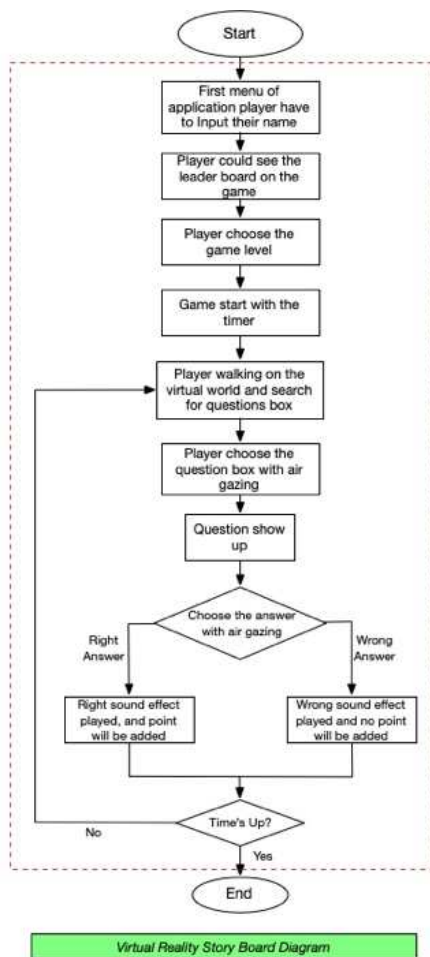 Start
First menu of
application player have
to Input their name
Player could see the
leader board on the
game
Player choose the
game level
Game start with the
timer
Player walking on the
virtual world and search
for questions box
Player choose the
question box with air
gazing
Question show
up
Choose the answer
with air gazing
Right
Answer
Wrong
Answer
Right sound effect
played, and point
will be added
Wrong sound effect
played and no point
will be added
Time's Up?
No
Yes
End
Virtual Reality Story Board Diagram